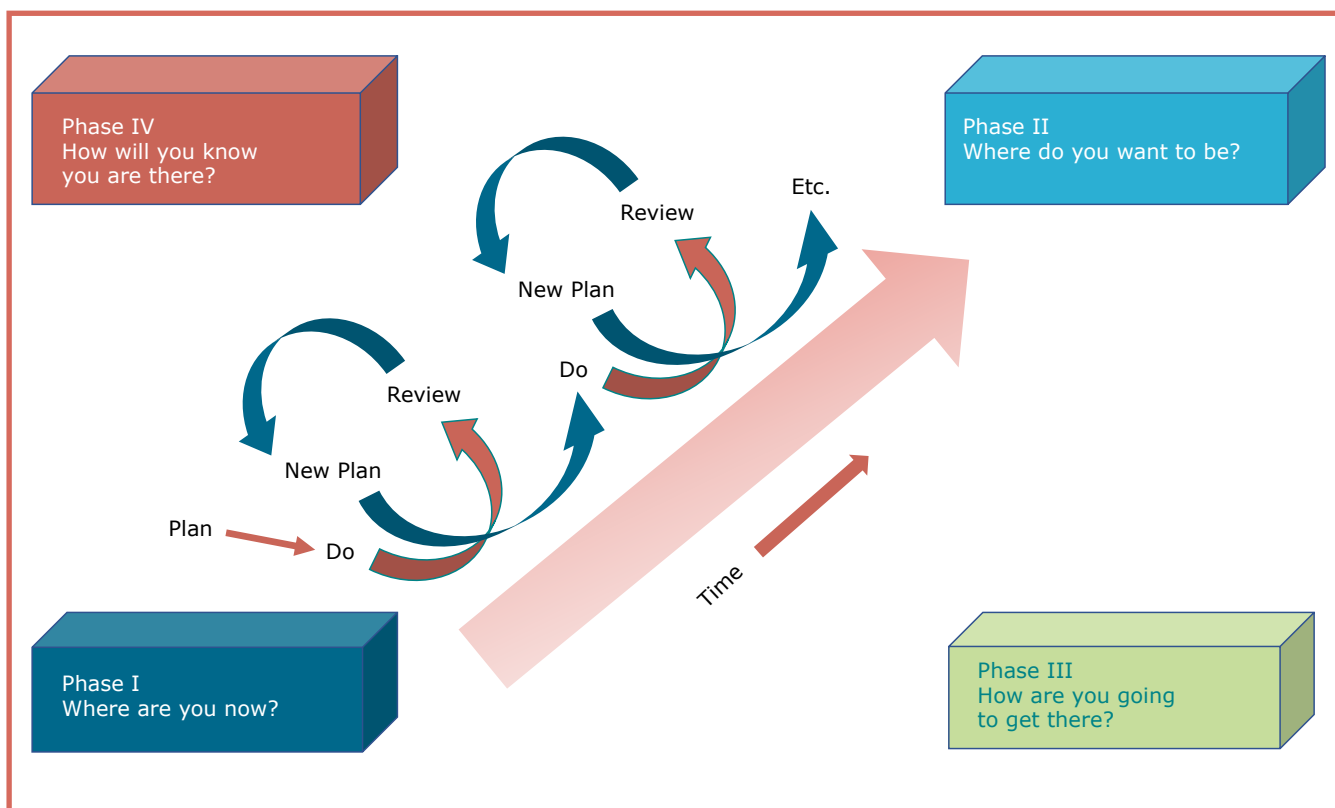 Phase IV
How will you know
you are there?
Phase II
Where do you want to be?
Etc.
Review
New Plan
Do
Review
New Plan
Plan
Do
Time
Phase I
Where are you now?
Phase III
How are you going
to get there?